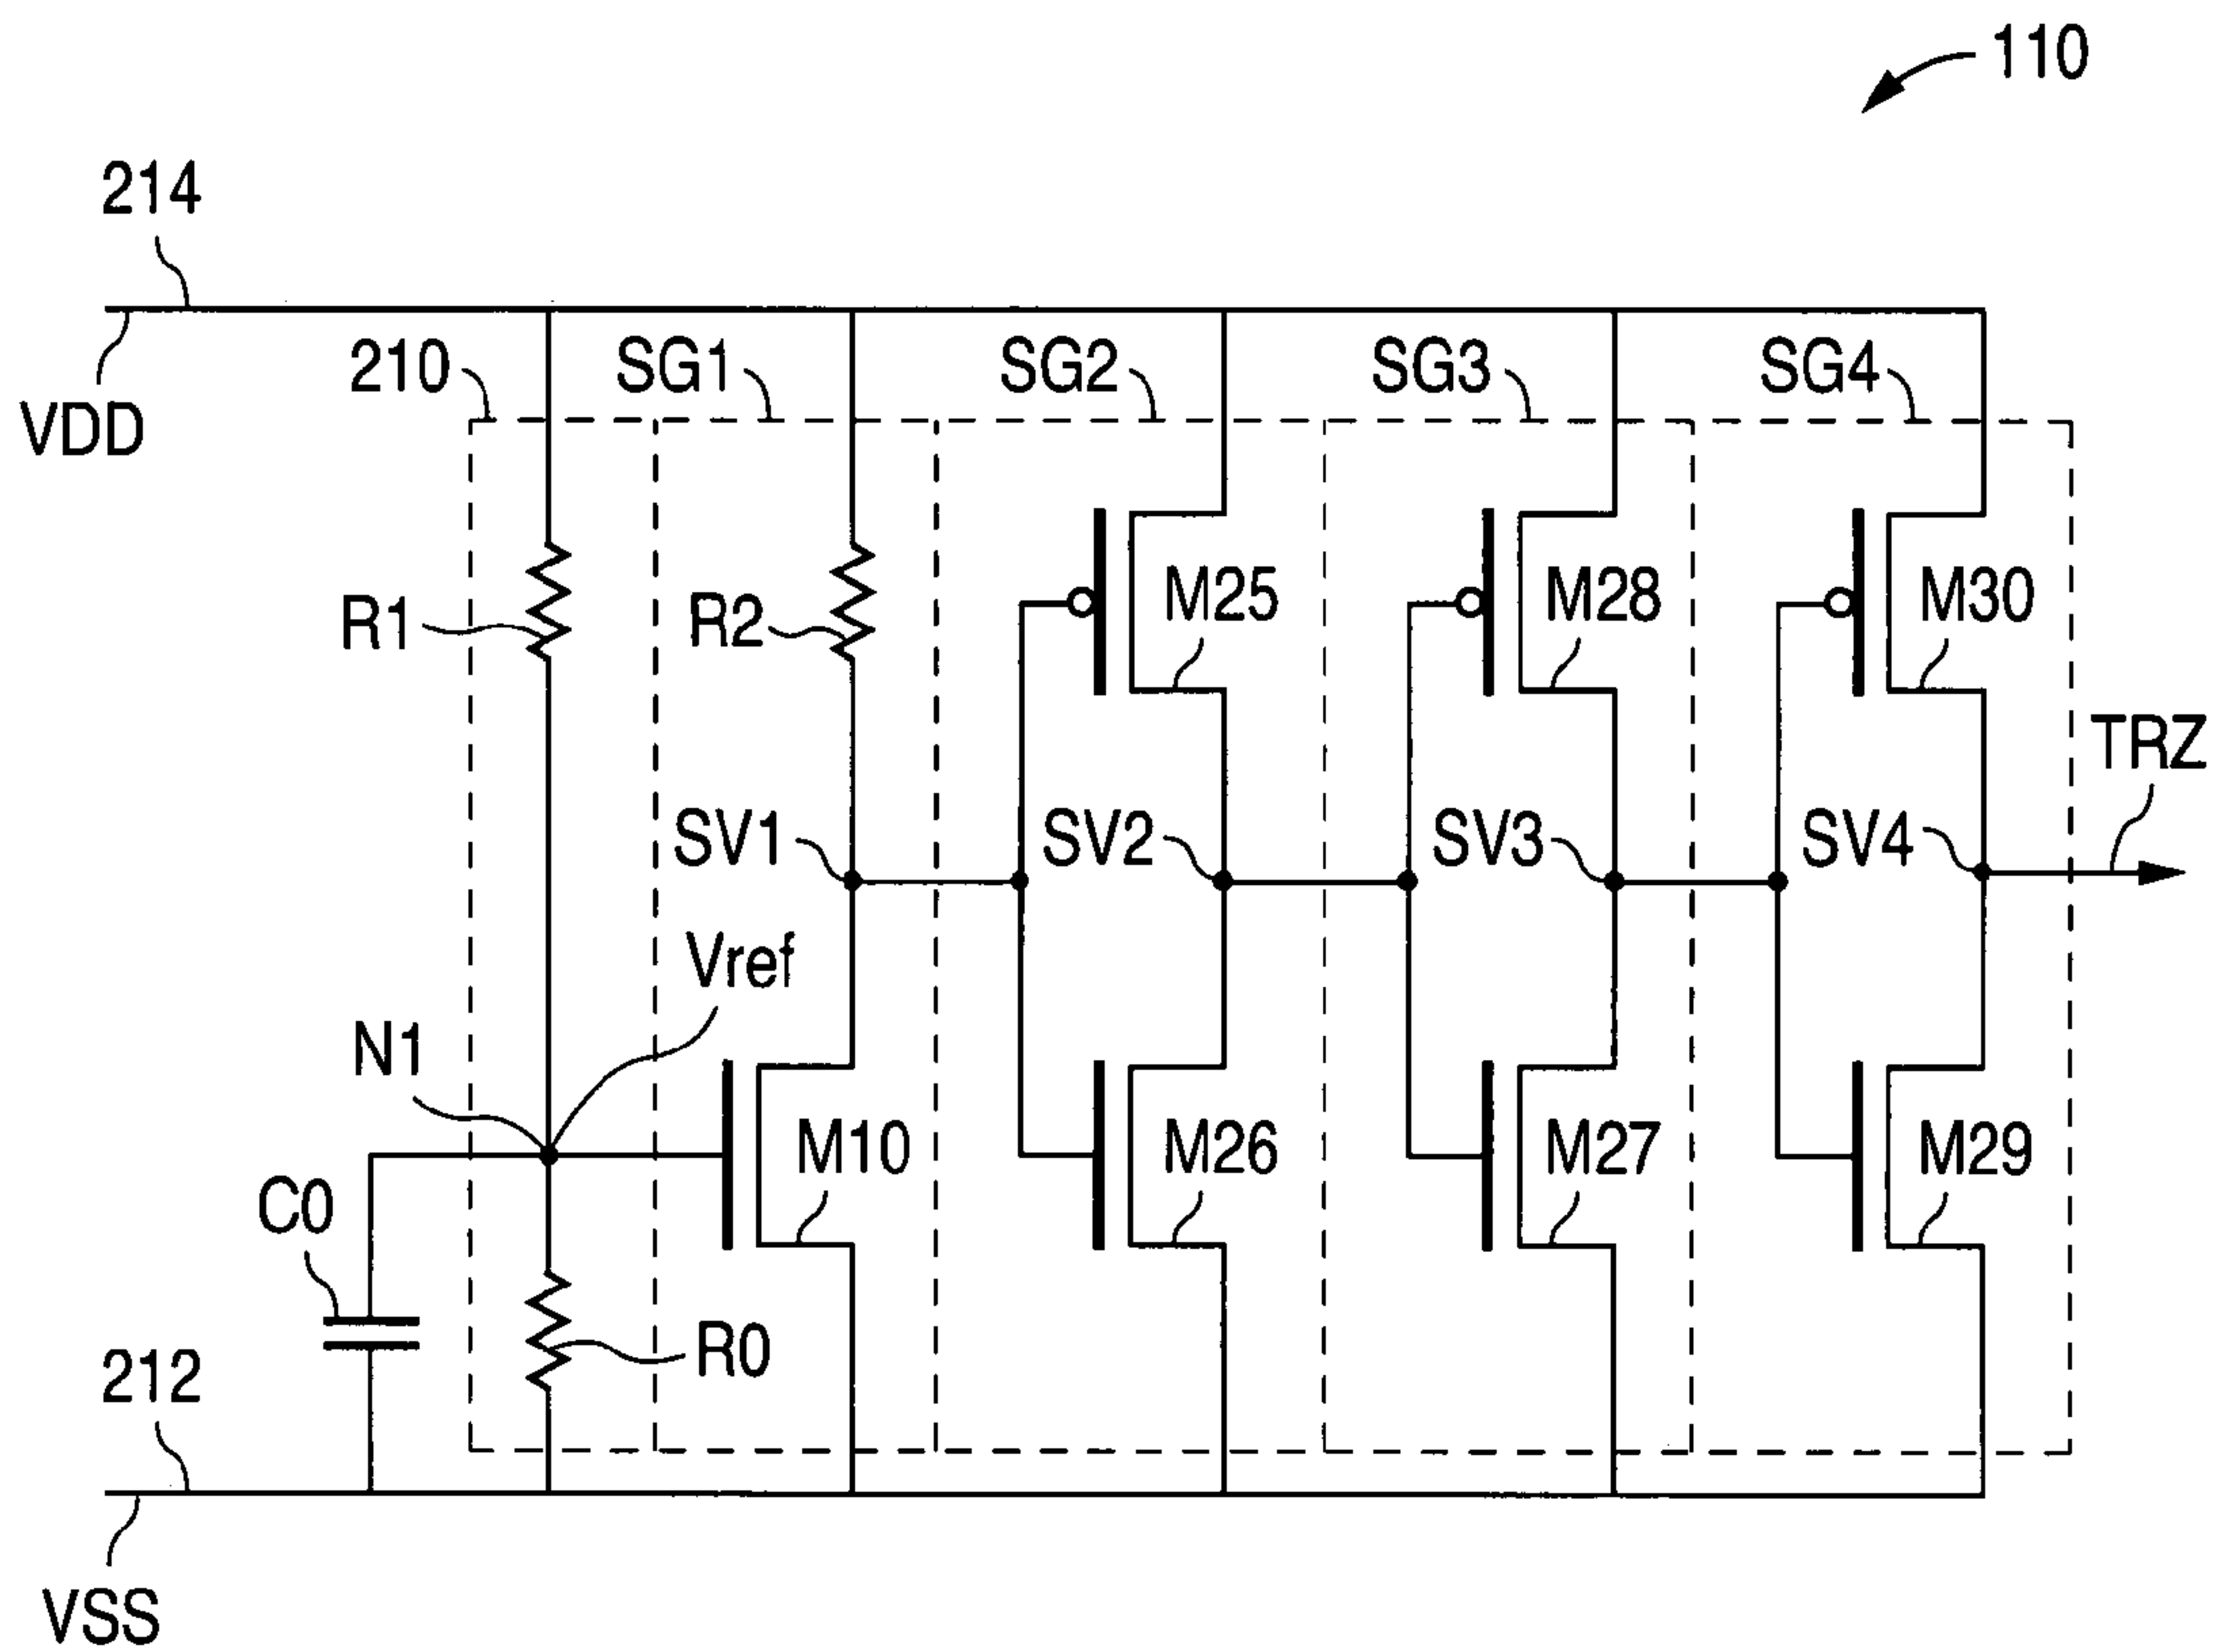 110
214
VDD
210
SG1
SG2
SG3
SG4
R1
R2
M25
M28
M30
TRZ
SV1
SV2
SV3
SV4
Vref
N1
M10
M26
M27
M29
C0
R0
212
VSS